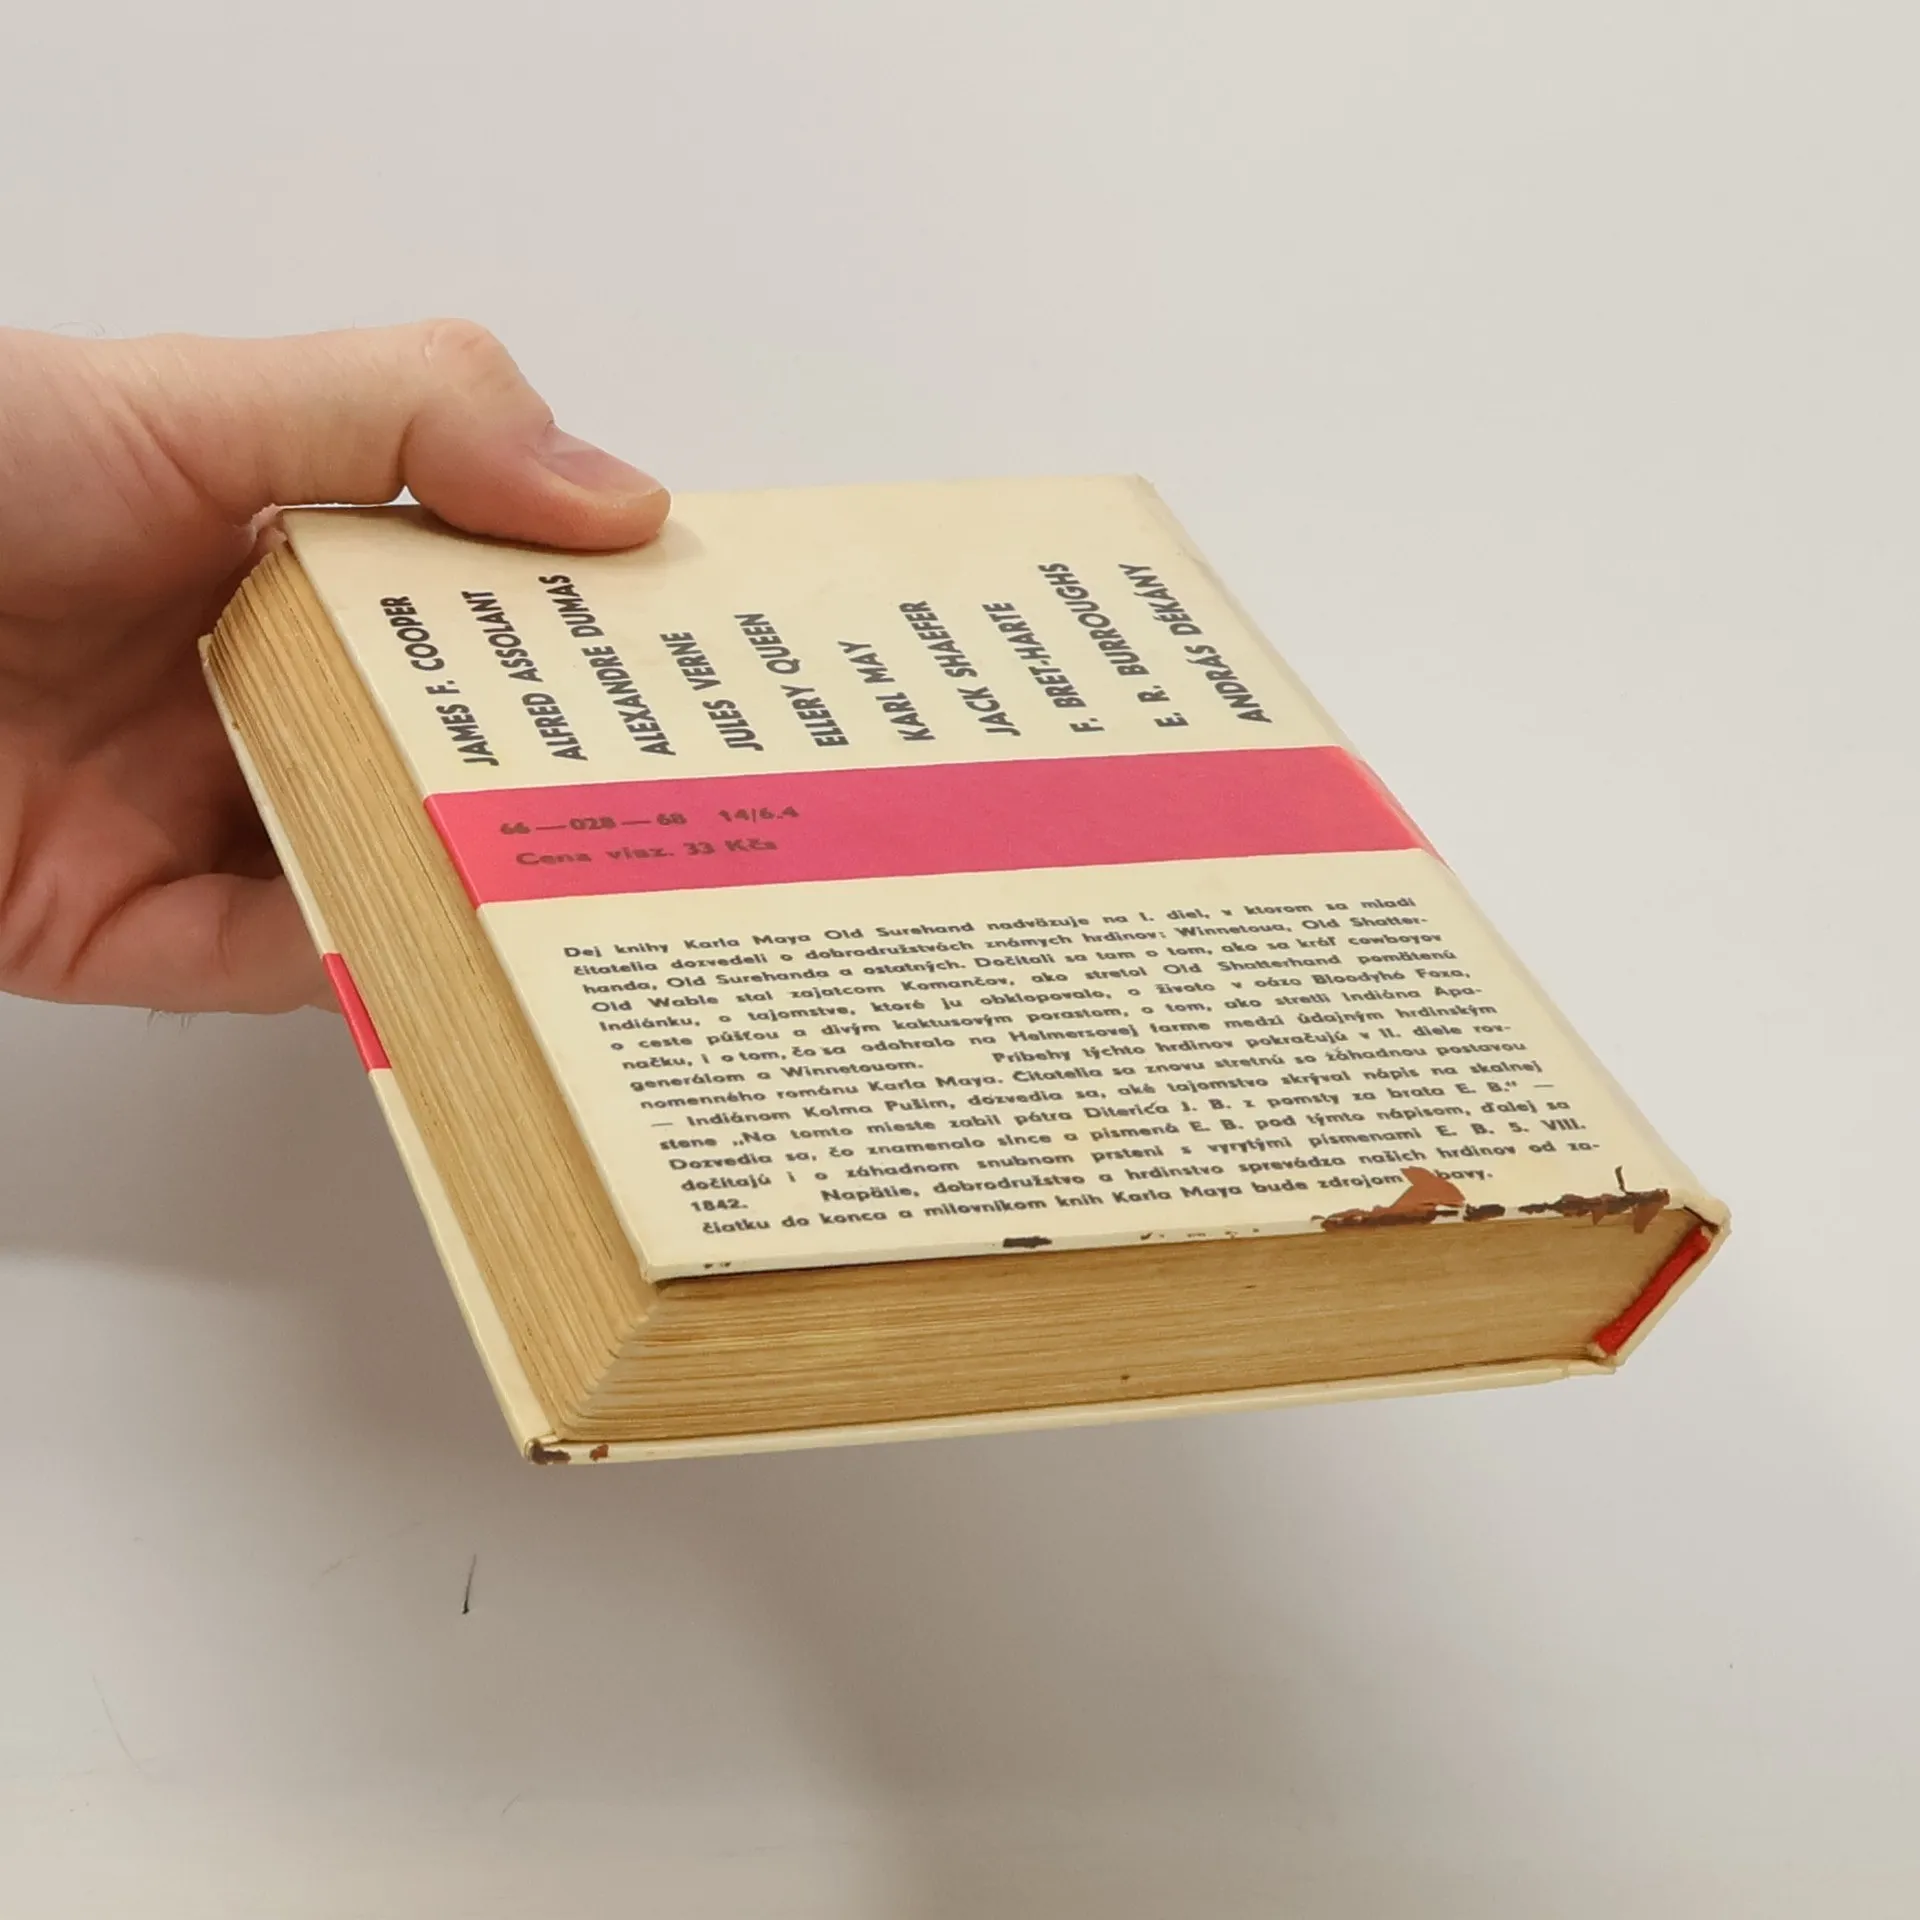 JAMES F. COOPER
ALFRED ASSOLANT
ALEXANDRE DUMAS
JULES VERNE
ELLERY QUEEN
KARL MAY
JACK SHAEFER
F. BRET-HARTE
E. R. BURROUGHS
ANDRÁS DÉKÁNY
66—028—68 14/6.4
Cena viaz. 33 Kčs
Dej knihy Karla Maya Old Surehand nadväzuje na I. diel, v ktorom sa mladí
čitatelia dozvedeli o dobrodružstvách známych hrdinov: Winnetoua, Old Shatter-
handa, Old Surehanda a ostatných. Dočítali sa tam o tom, ako sa kráľ cowboyov
Old Wable stal zajatcom Komančov, ako stretol Old Shatterhand pomätenú
Indiánku, o tajomstve, ktoré ju obklopovalo, o živote v oáze Bloodyho Foxa,
o ceste púšťou a divým kaktusovým porastom, o tom, ako stretli Indiána Apa-
načku, i o tom, čo sa odohralo na Helmersovej farme medzi údajným hrdinským
generálom a Winnetouom. Príbehy týchto hrdinov pokračujú v II. diele rov-
nomenného románu Karla Maya. Čitatelia sa znovu stretnú so záhadnou postavou
— Indiánom Kolma Pušim, dozvedia sa, aké tajomstvo skrýval nápis na skalnej
stene „Na tomto mieste zabil pátra Diteriča J. B. z pomsty za brata E. B.“ —
Dozvedia sa, čo znamenalo slnce a písmená E. B. pod týmto nápisom, ďalej sa
dočítajú i o záhadnom snubnom prsteni s vyrytými písmenami E. B. 5. VIII.
1842. Napätie, dobrodružstvo a hrdinstvo sprevádza našich hrdinov od za-
čiatku do konca a milovníkom kníh Karla Maya bude zdrojom bavy.